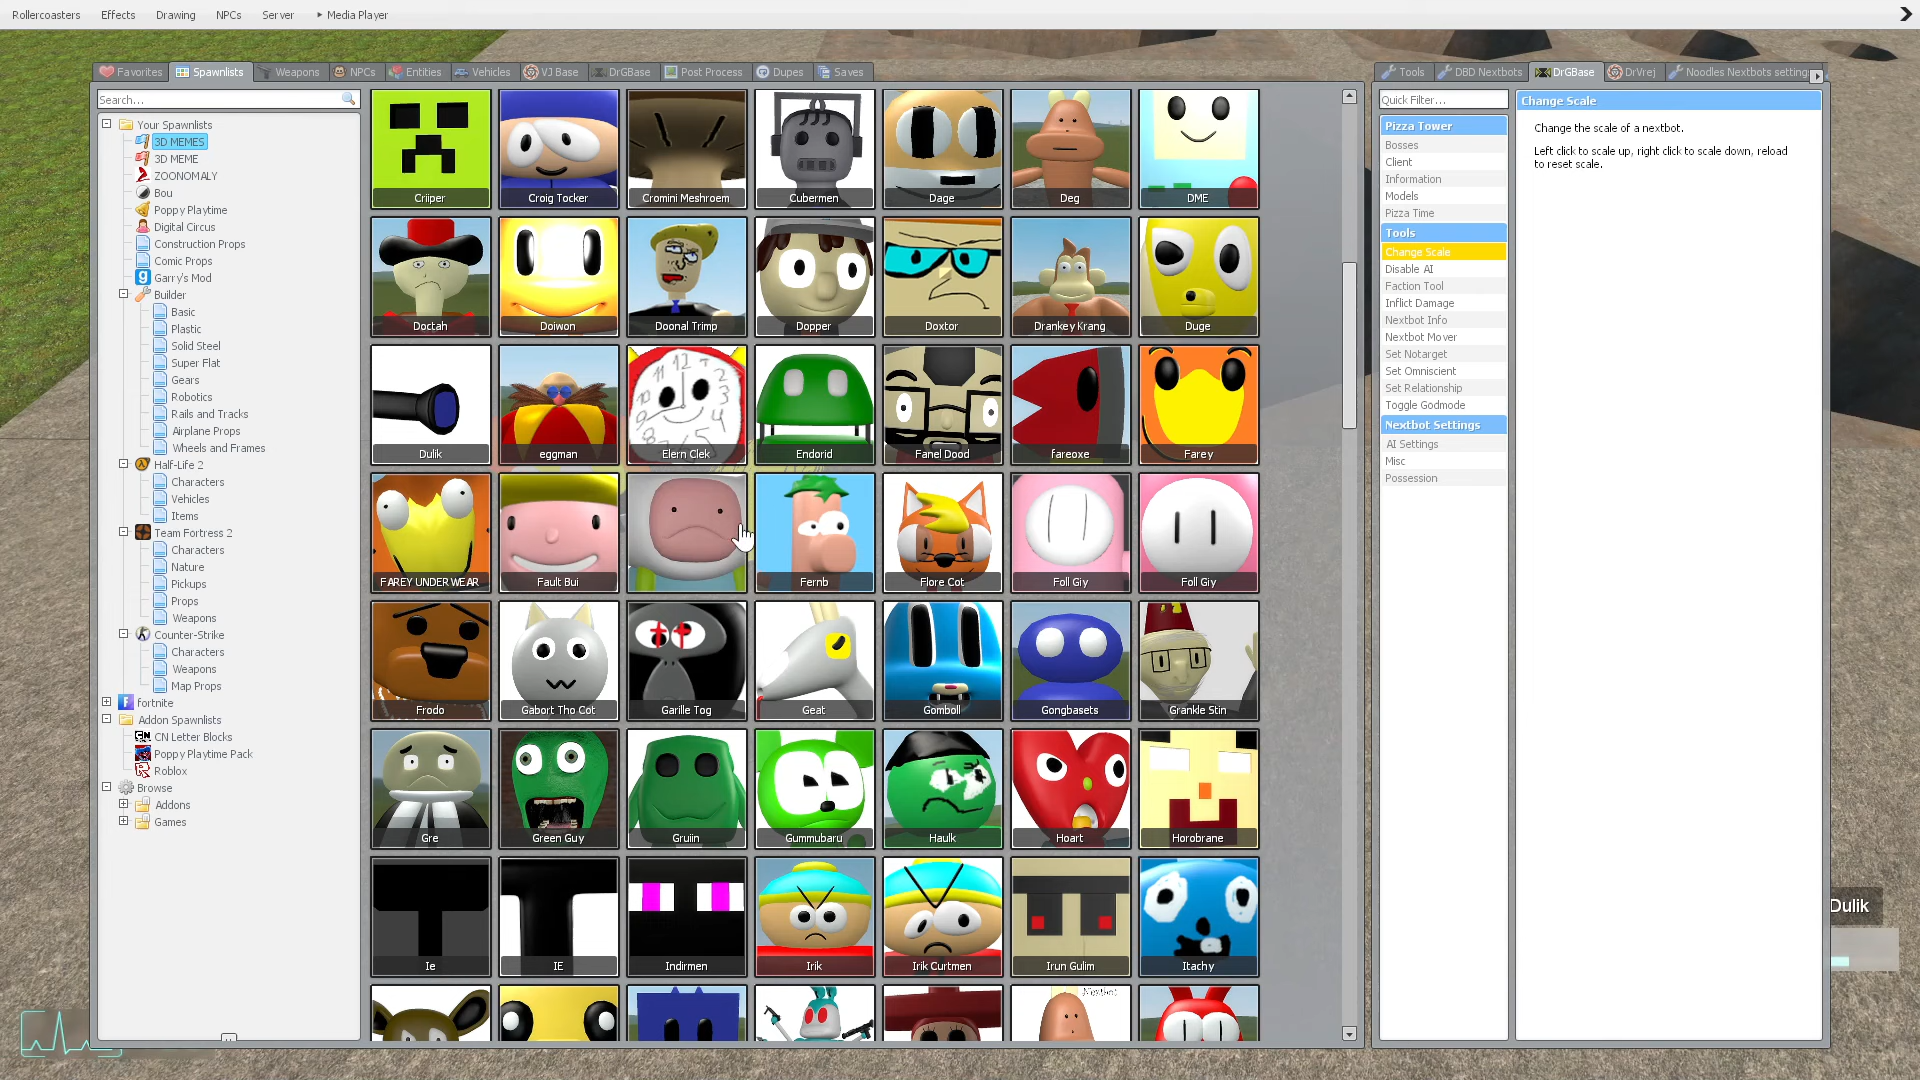 Rollercoasters Effects Drawing NPCs Server Media Player
Favorites Spawnlists Weapons NPCs Entities Vehicles VJ Base DrGBase Post Process Dupes Saves
Search...
Your Spawnlists
3D MEMES
3D MEME
ZOONOMALY
Bou
Poppy Playtime
Digital Circus
Construction Props
Comic Props
Garry's Mod
Builder
Basic
Plastic
Solid Steel
Super Flat
Gears
Robotics
Rails and Tracks
Airplane Props
Wheels and Frames
Half-Life 2
Characters
Vehicles
Items
Team Fortress 2
Characters
Nature
Pickups
Props
Weapons
Counter-Strike
Characters
Weapons
Map Props
fortnite
Addon Spawnlists
CN Letter Blocks
Poppy Playtime Pack
Roblox
Browse
Addons
Games
Criiper Croig Tocker Cromini Meshroem Cubermen Dage Deg DME
Doctah Doiwon Doonal Trimp Dopper Doxtor Drankey Krang Duge
Dulik eggman Elern Clek Endorid Fanel Dood fareoxe Farey
FAREY UNDERWEAR Fault Bui Fernb Flore Cot Foll Giy Foll Giy
Frodo Gabort Tho Cot Garille Tog Geat Gomboll Gongbasets Grankle Stin
Gre Green Guy Gruiin Gummubaru Haulk Hoart Horobrane
Ie IE Indirmen Irik Irik Curtmen Irun Gulim Itachy
Nextbot
Tools DBD Nextbots DrGBase DrVrej Noodles Nextbots setting
Quick Filter...
Pizza Tower
Bosses
Client
Information
Models
Pizza Time
Tools
Change Scale
Disable AI
Faction Tool
Inflict Damage
Nextbot Info
Nextbot Mover
Set Notarget
Set Omniscient
Set Relationship
Toggle Godmode
Nextbot Settings
AI Settings
Misc
Possession
Change Scale
Change the scale of a nextbot.
Left click to scale up, right click to scale down, reload
to reset scale.
Dulik